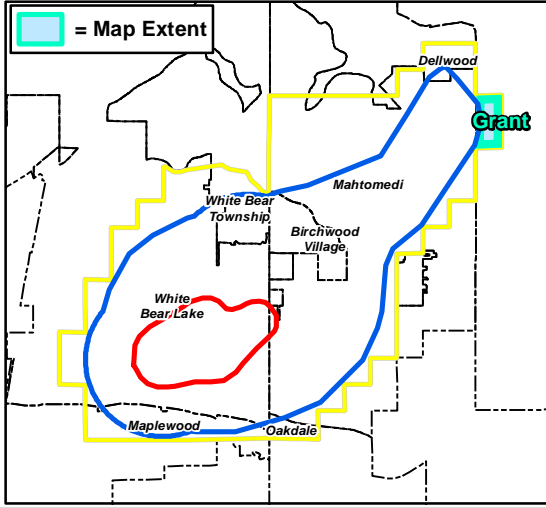 = Map Extent
Dellwood
Grant
Mahtomedi
White Bear
Township
Birchwood
Village
White
Bear Lake
Maplewood
Oakdale